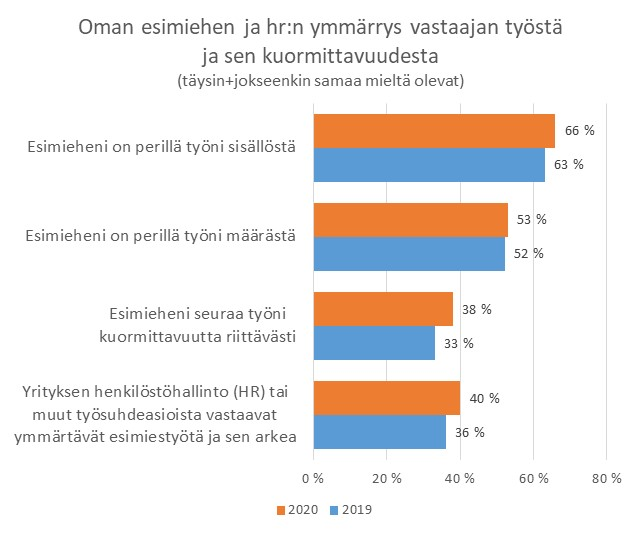 Oman esimiehen ja hr:n ymmärrys vastaajan työstä
ja sen kuormittavuudesta
(täysin+jokseenkin samaa mieltä olevat)
Esimieheni on perillä työni sisällöstä
66 %
63 %
Esimieheni on perillä työni määrästä
53 %
52 %
Esimieheni seuraa työni
kuormittavuutta riittävästi
38 %
33 %
Yrityksen henkilöstöhallinto (HR) tai
muut työsuhdeasioista vastaavat
ymmärtävät esimiestyötä ja sen arkea
40 %
36 %
0 % 20 % 40 % 60 % 80 %
2020 2019